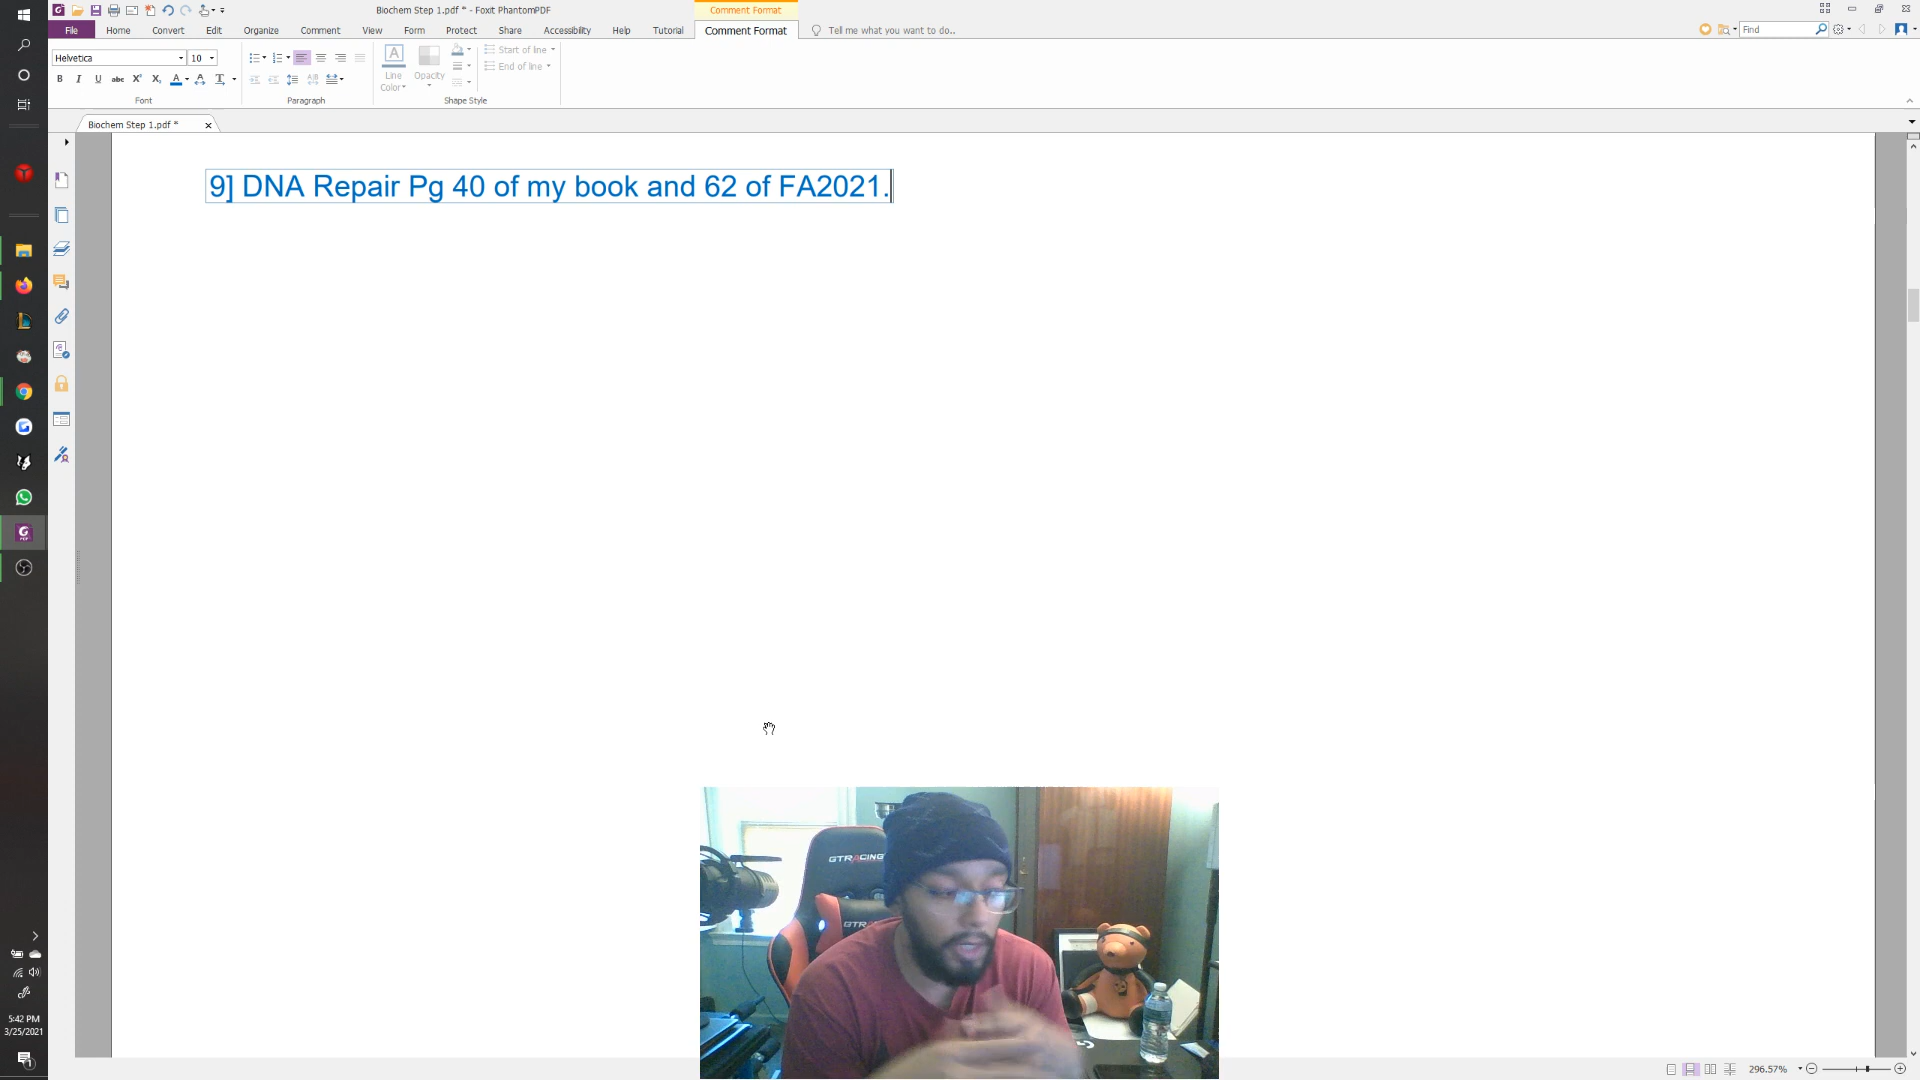 Biochem Step 1.pdf * - Foxit PhantomPDF
Comment Format
File Home Convert Edit Organize Comment View Form Protect Share Accessibility Help Tutorial Comment Format Tell me what you want to do.. Find
Helvetica 10
Line Color
Opacity
Start of line
End of line
Font Paragraph Shape Style
Biochem Step 1.pdf *
9] DNA Repair Pg 40 of my book and 62 of FA2021.
GTRACING
GTR
5:42 PM
3/25/2021
296.57%